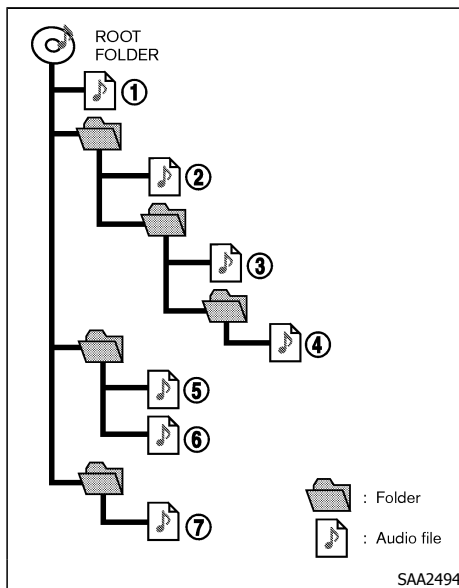 ROOT
FOLDER
①
②
③
④
⑤
⑥
⑦
: Folder
: Audio file
SAA2494